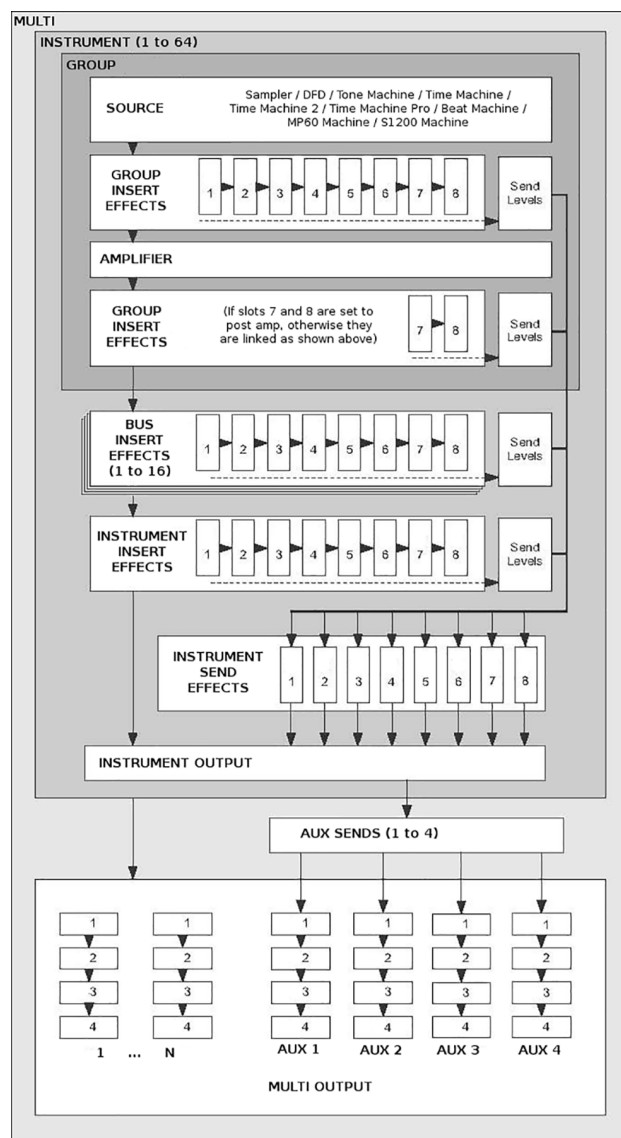 MULTI
INSTRUMENT (1 to 64)
GROUP
SOURCE
Sampler / DFD / Tone Machine / Time Machine /
Time Machine 2 / Time Machine Pro / Beat Machine /
MP60 Machine / S1200 Machine
GROUP
INSERT
EFFECTS
1 2 3 4 5 6 7 8
Send
Levels
AMPLIFIER
GROUP
INSERT
EFFECTS
(If slots 7 and 8 are set to
post amp, otherwise they
are linked as shown above)
7 8
Send
Levels
BUS
INSERT
EFFECTS
(1 to 16)
1 2 3 4 5 6 7 8
Send
Levels
INSTRUMENT
INSERT
EFFECTS
1 2 3 4 5 6 7 8
Send
Levels
INSTRUMENT
SEND
EFFECTS
1 2 3 4 5 6 7 8
INSTRUMENT OUTPUT
AUX SENDS (1 to 4)
1 1 1 1 1 1
2 2 2 2 2 2
3 3 3 3 3 3
4 4 4 4 4 4
1 ... N AUX 1 AUX 2 AUX 3 AUX 4
MULTI OUTPUT